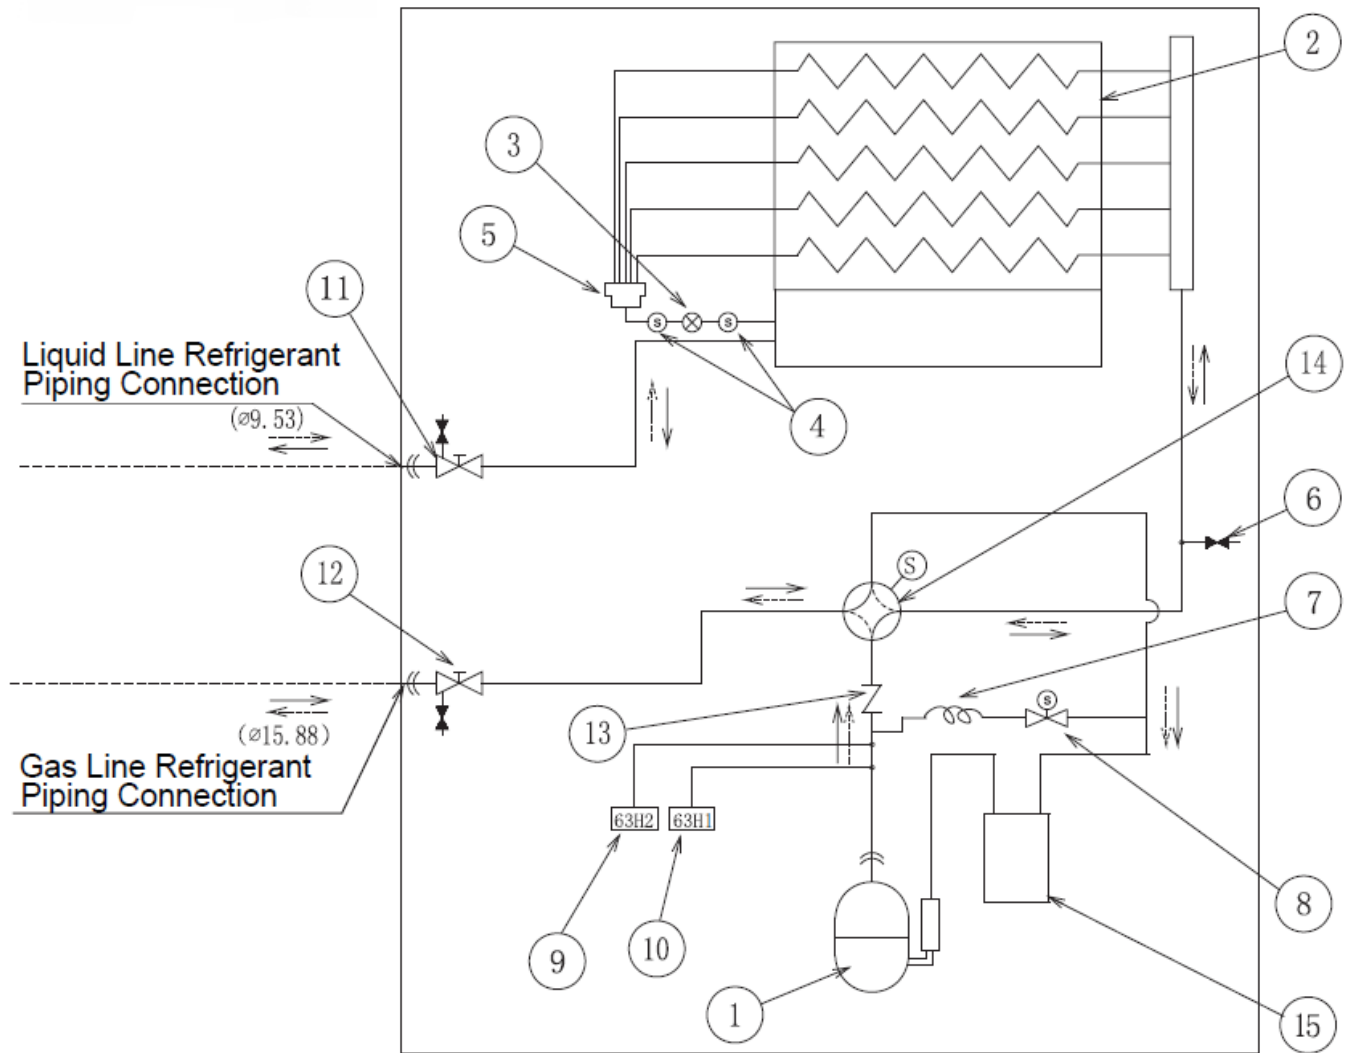 2
3
5
11
Liquid Line Refrigerant
Piping Connection
(ø9.53)
S
S
4
14
6
12
S
7
S
13
(ø15.88)
Gas Line Refrigerant
Piping Connection
63H2
63H1
8
9
10
1
15